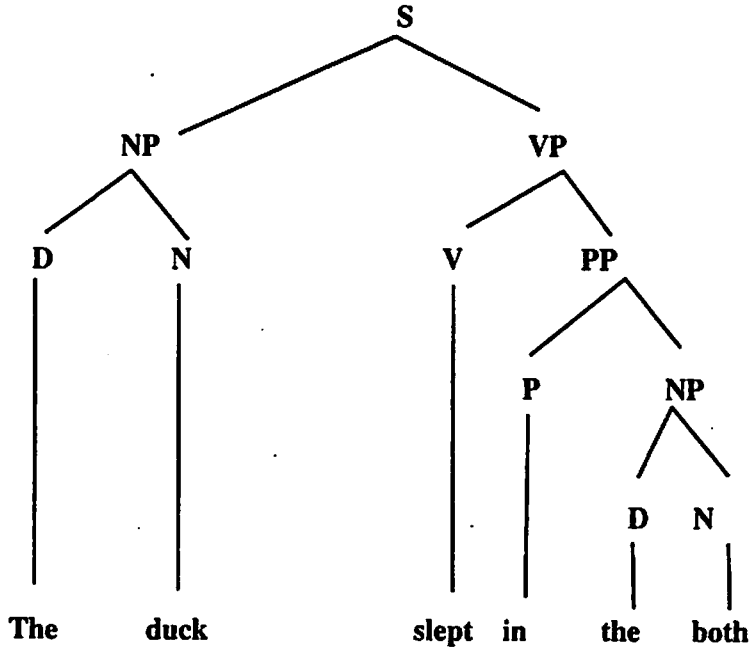 S
NP VP
D N V PP
P NP
D N
The duck slept in the both